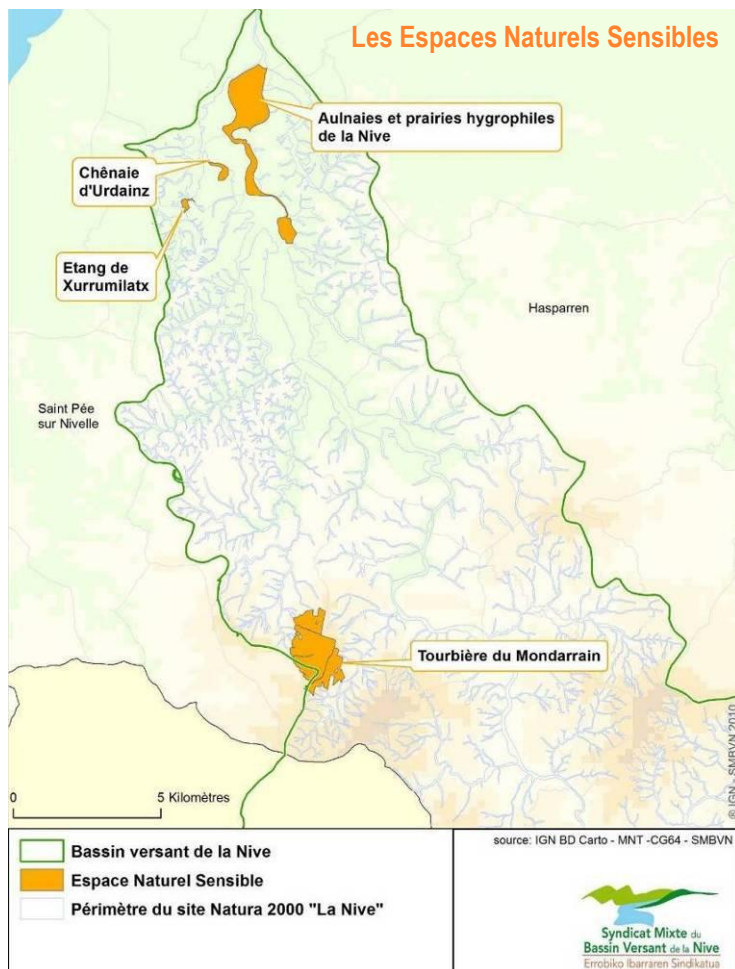 Les Espaces Naturels Sensibles
Aulnaies et prairies hygrophiles
de la Nive
Chênaie
d'Urdainz
Etang de
Xurrumilatx
Hasparren
Saint Pée
sur Nivelle
Tourbière du Mondarrain
0 5 Kilomètres
® IGN - SMBVN 2010
Bassin versant de la Nive
Espace Naturel Sensible
Périmètre du site Natura 2000 "La Nive"
source: IGN BD Carto - MNT -CG64 - SMBVN
Syndicat Mixte du
Bassin Versant de la Nive
Errobiko Ibarraren Sindikatua